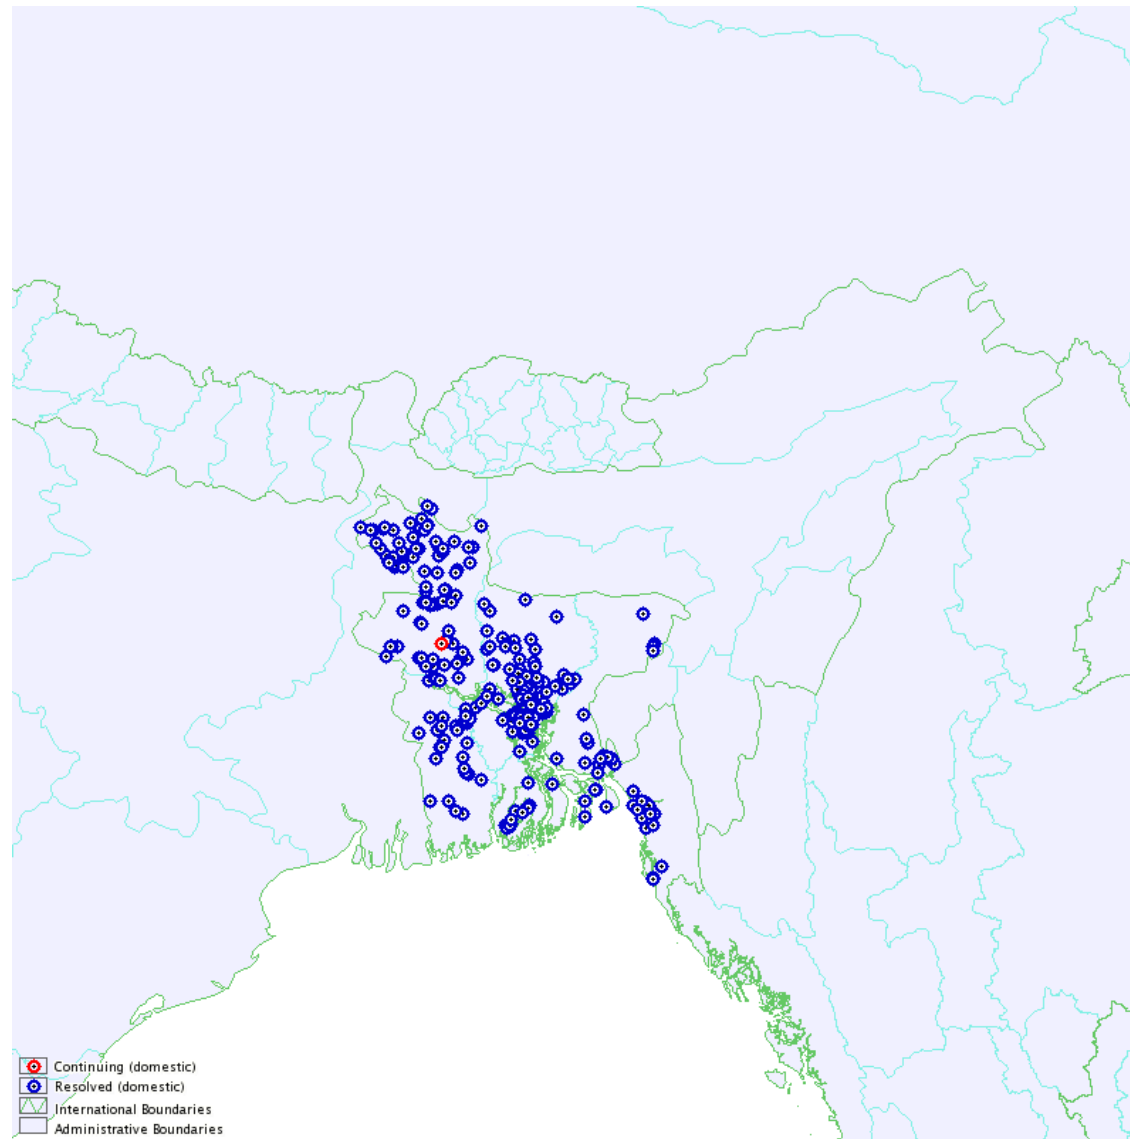 Continuing (domestic)
Resolved (domestic)
International Boundaries
Administrative Boundaries